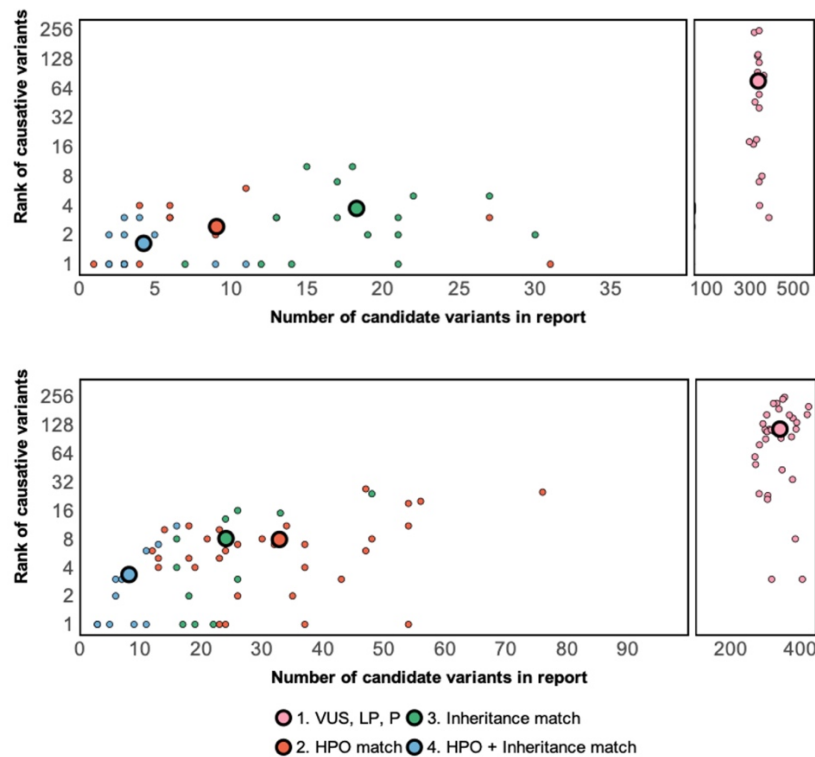 Rank of causative variants
256
128
64
32
16
8
4
2
1
0 5 10 15 20 25 30 35 100 300 500
Number of candidate variants in report
Rank of causative variants
256
128
64
32
16
8
4
2
1
0 10 20 30 40 50 60 70 80 90 200 400
Number of candidate variants in report
1. VUS, LP, P 3. Inheritance match
2. HPO match 4. HPO + Inheritance match